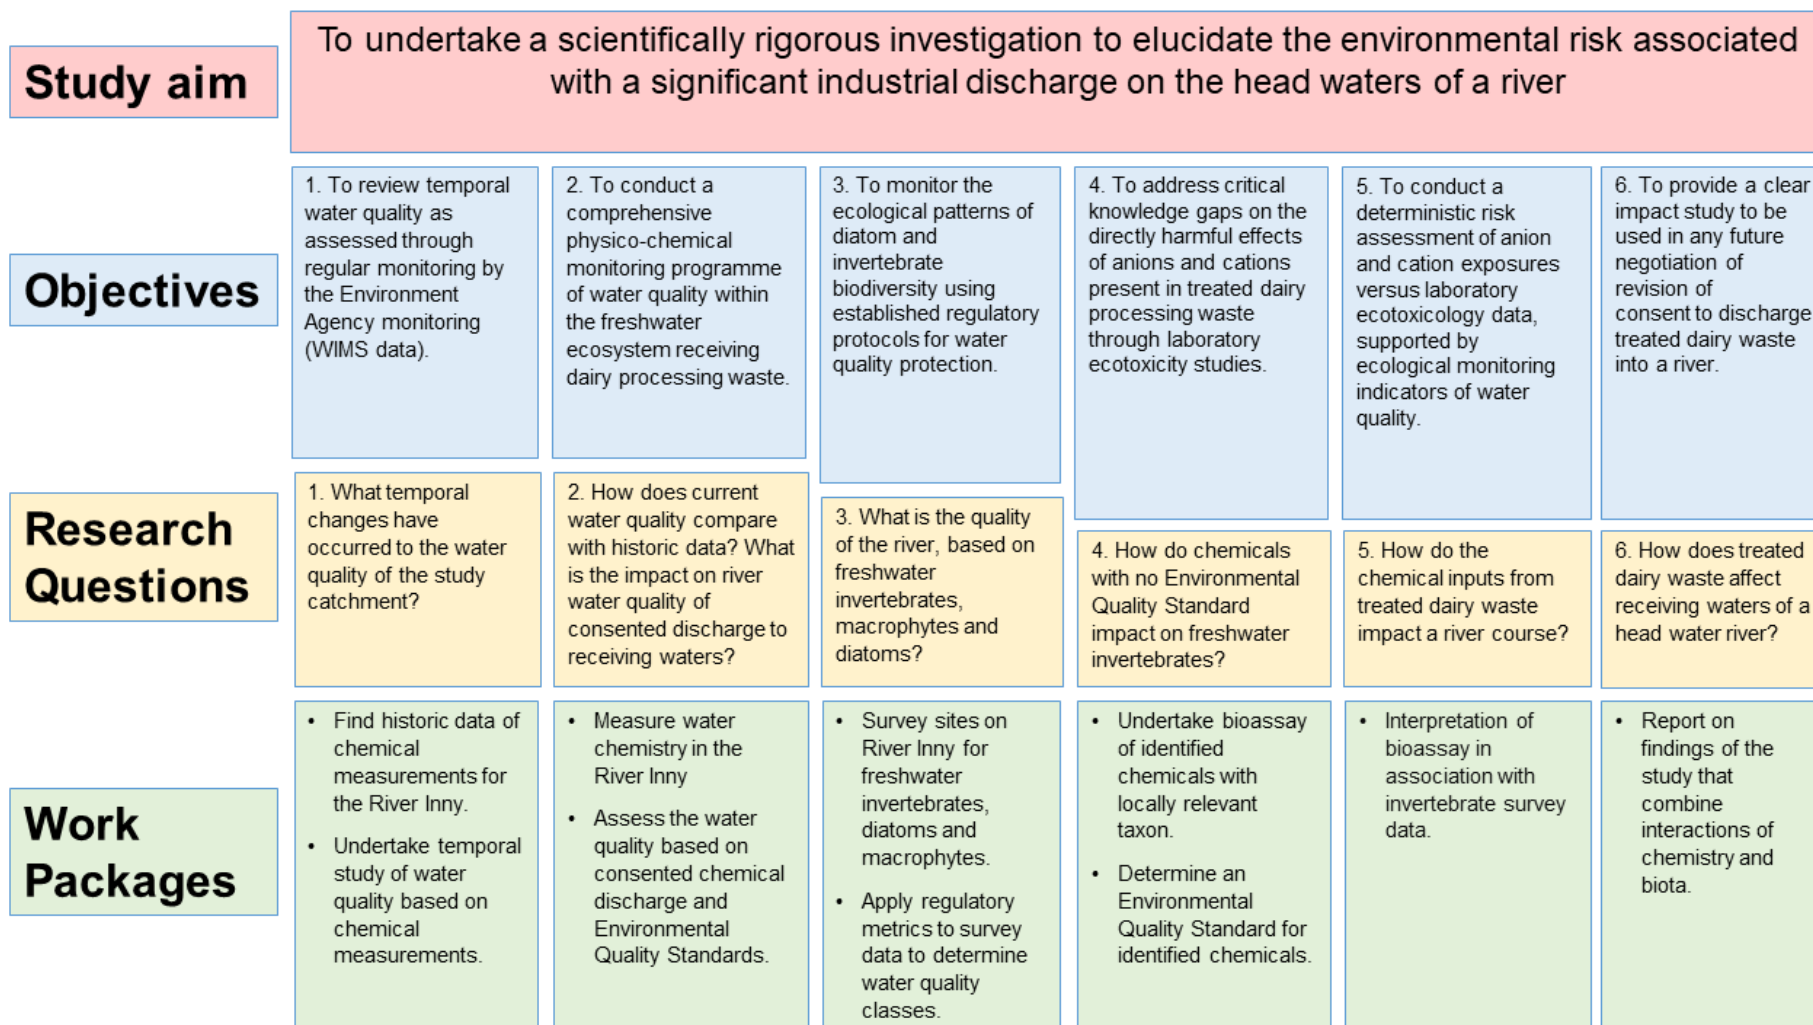 Study aim
To undertake a scientifically rigorous investigation to elucidate the environmental risk associated
with a significant industrial discharge on the head waters of a river
Objectives
1. To review temporal
water quality as
assessed through
regular monitoring by
the Environment
Agency monitoring
(WIMS data).
2. To conduct a
comprehensive
physico-chemical
monitoring programme
of water quality within
the freshwater
ecosystem receiving
dairy processing waste.
3. To monitor the
ecological patterns of
diatom and
invertebrate
biodiversity using
established regulatory
protocols for water
quality protection.
4. To address critical
knowledge gaps on the
directly harmful effects
of anions and cations
present in treated dairy
processing waste
through laboratory
ecotoxicity studies.
5. To conduct a
deterministic risk
assessment of anion
and cation exposures
versus laboratory
ecotoxicology data,
supported by
ecological monitoring
indicators of water
quality.
6. To provide a clear
impact study to be
used in any future
negotiation of
revision of
consent to discharge
treated dairy waste
into a river.
Research
Questions
1. What temporal
changes have
occurred to the water
quality of the study
catchment?
2. How does current
water quality compare
with historic data? What
is the impact on river
water quality of
consented discharge to
receiving waters?
3. What is the quality
of the river, based on
freshwater
invertebrates,
macrophytes and
diatoms?
4. How do chemicals
with no Environmental
Quality Standard
impact on freshwater
invertebrates?
5. How do the
chemical inputs from
treated dairy waste
impact a river course?
6. How does treated
dairy waste affect
receiving waters of a
head water river?
Work
Packages
• Find historic data of
chemical
measurements for
the River Inny.
• Undertake temporal
study of water
quality based on
chemical
measurements.
• Measure water
chemistry in the
River Inny
• Assess the water
quality based on
consented chemical
discharge and
Environmental
Quality Standards.
• Survey sites on
River Inny for
freshwater
invertebrates,
diatoms and
macrophytes.
• Apply regulatory
metrics to survey
data to determine
water quality
classes.
• Undertake bioassay
of identified
chemicals with
locally relevant
taxon.
• Determine an
Environmental
Quality Standard for
identified chemicals.
• Interpretation of
bioassay in
association with
invertebrate survey
data.
• Report on
findings of the
study that
combine
interactions of
chemistry and
biota.